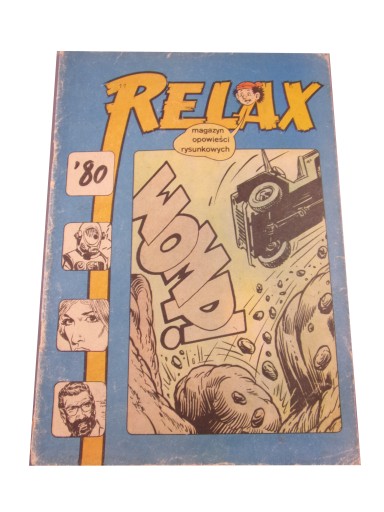 RELAX
magazyn
opowieści
rysunkowych
'80
WOMP!